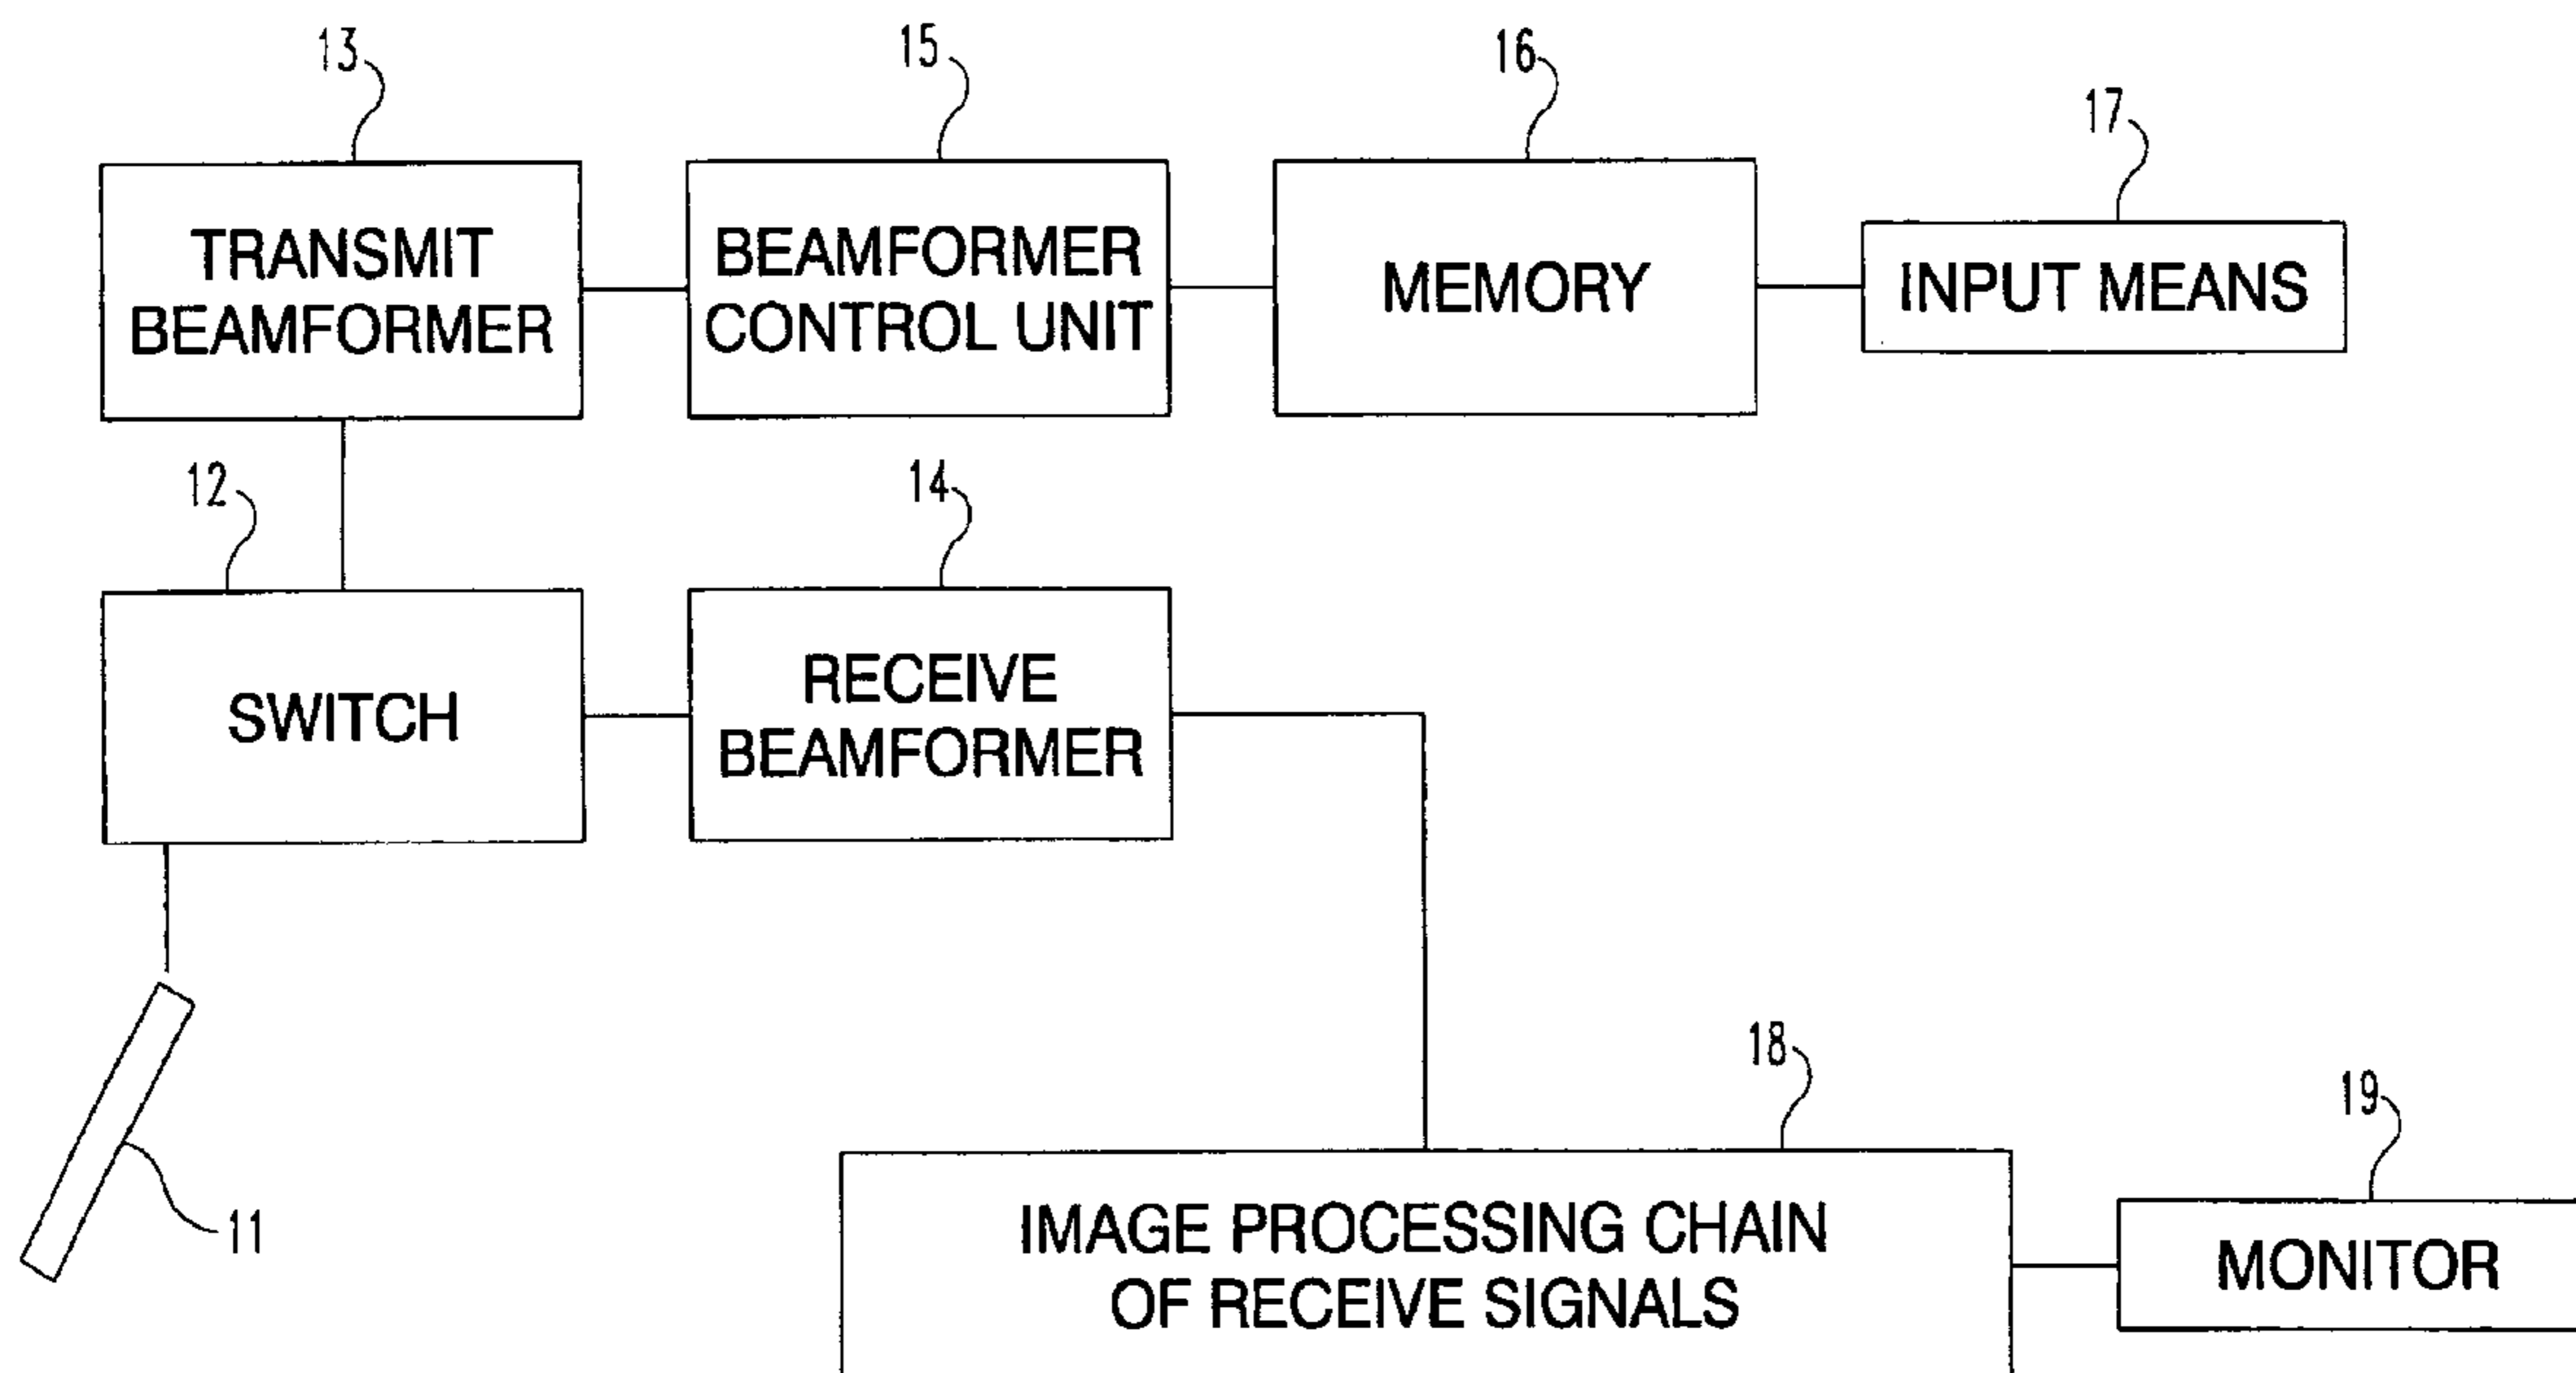 13
15
16
17
TRANSMIT
BEAMFORMER
BEAMFORMER
CONTROL UNIT
MEMORY
INPUT MEANS
12
14
SWITCH
RECEIVE
BEAMFORMER
11
18
19
IMAGE PROCESSING CHAIN
OF RECEIVE SIGNALS
MONITOR